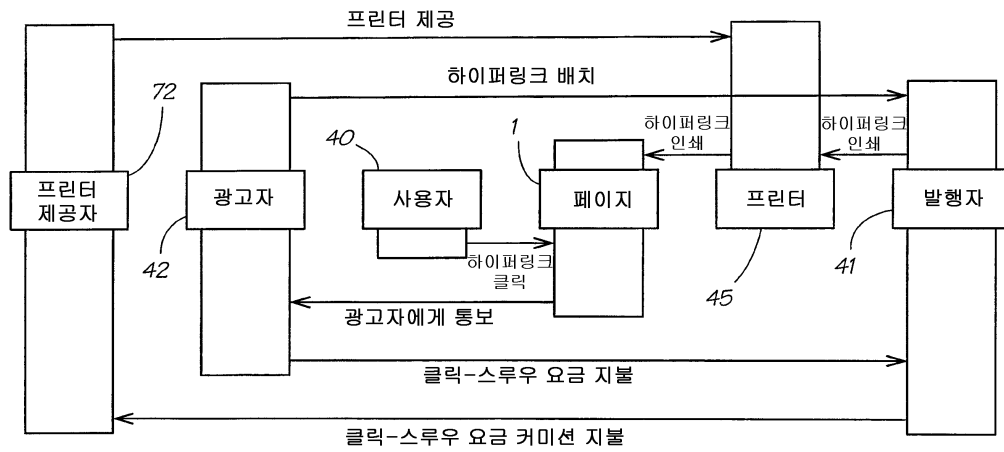 프린터 제공
하이퍼링크 배치
72
40
1
하이퍼링크
인쇄
하이퍼링크
인쇄
프린터
제공자
광고자
사용자
페이지
프린터
발행자
42
하이퍼링크
클릭
45
41
광고자에게 통보
클릭-스루우 요금 지불
클릭-스루우 요금 커미션 지불